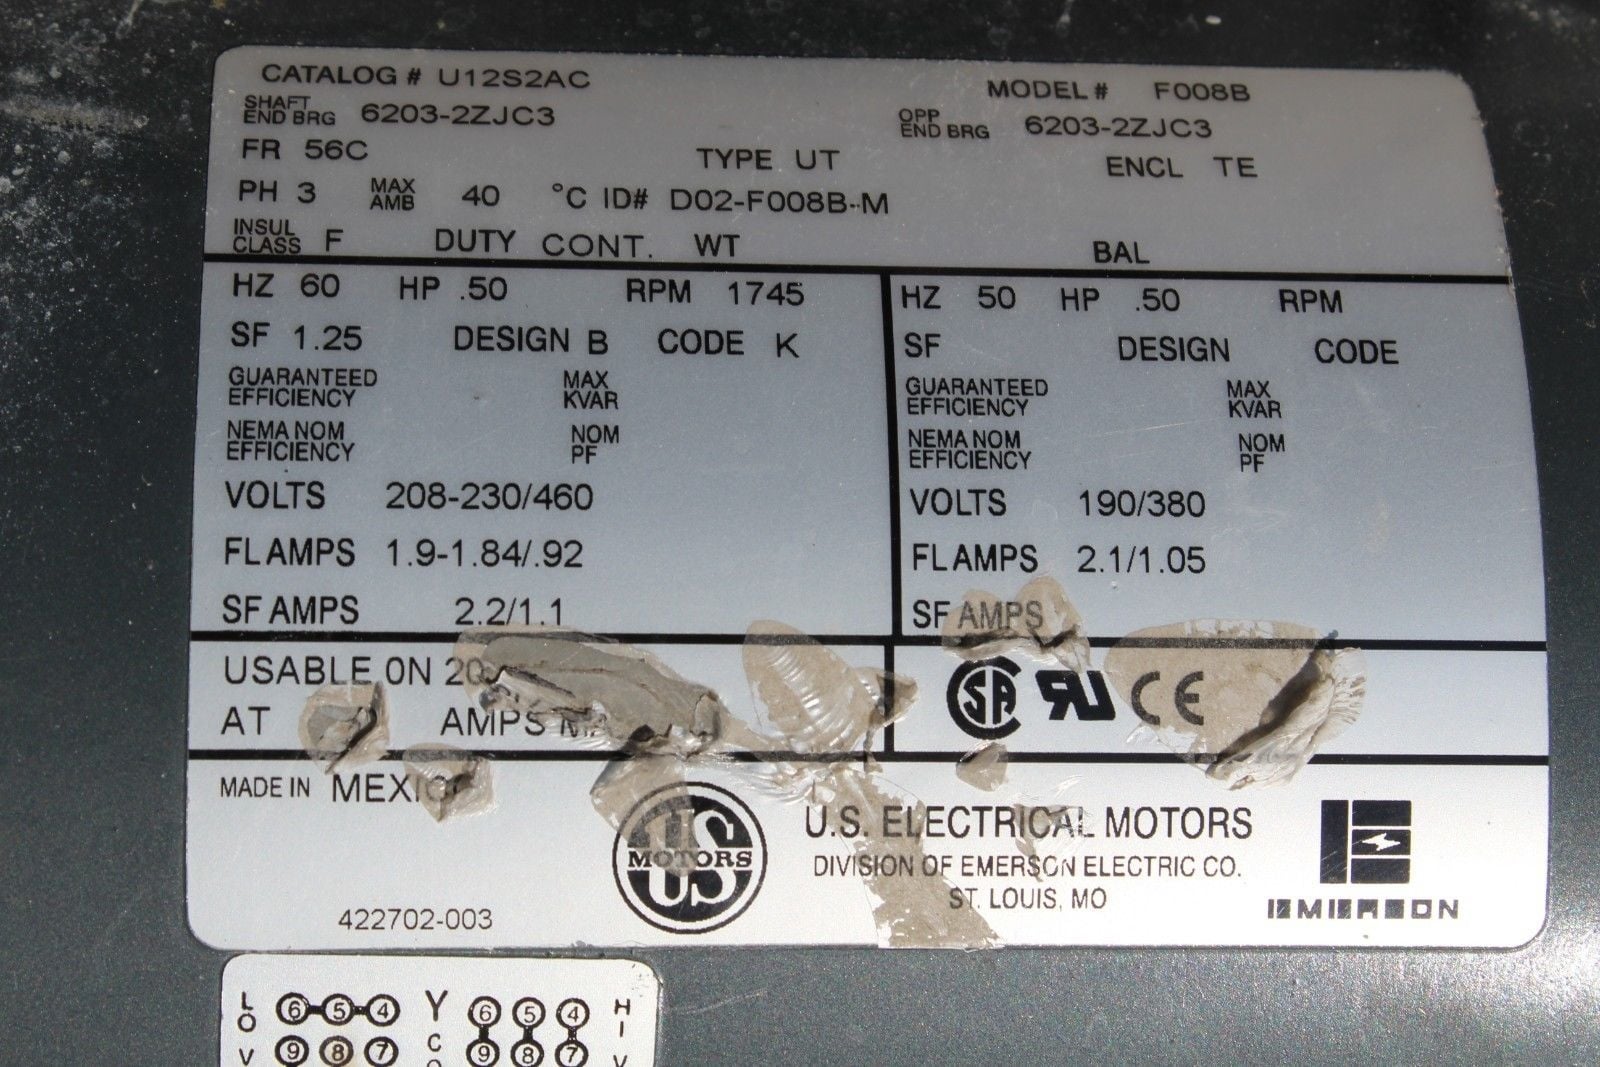 CATALOG # U12S2AC MODEL # F008B
SHAFT END BRG 6203-2ZJC3 OPP END BRG 6203-2ZJC3
FR 56C TYPE UT ENCL TE
PH 3 MAX AMB 40 °C ID# D02-F008B-M
INSUL CLASS F DUTY CONT. WT BAL
HZ 60 HP .50 RPM 1745
SF 1.25 DESIGN B CODE K
GUARANTEED EFFICIENCY MAX KVAR
NEMA NOM EFFICIENCY NOM PF
VOLTS 208-230/460
FL AMPS 1.9-1.84/.92
SF AMPS 2.2/1.1
HZ 50 HP .50 RPM
SF DESIGN CODE
GUARANTEED EFFICIENCY MAX KVAR
NEMA NOM EFFICIENCY NOM PF
VOLTS 190/380
FL AMPS 2.1/1.05
SF AMPS
USABLE ON
AT AMPS
CSA RU CE
MADE IN MEXICO
US MOTORS
U.S. ELECTRICAL MOTORS
DIVISION OF EMERSON ELECTRIC CO.
ST. LOUIS, MO
EMERSON
422702-003
LO 6 5 4 Y 6 5 4 HI
V 9 8 7 CO 9 8 7 V